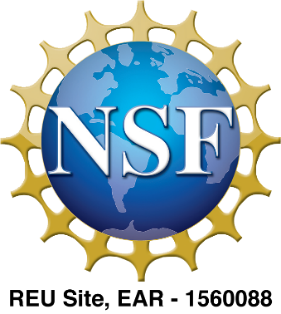 NSF
REU Site, EAR - 1560088